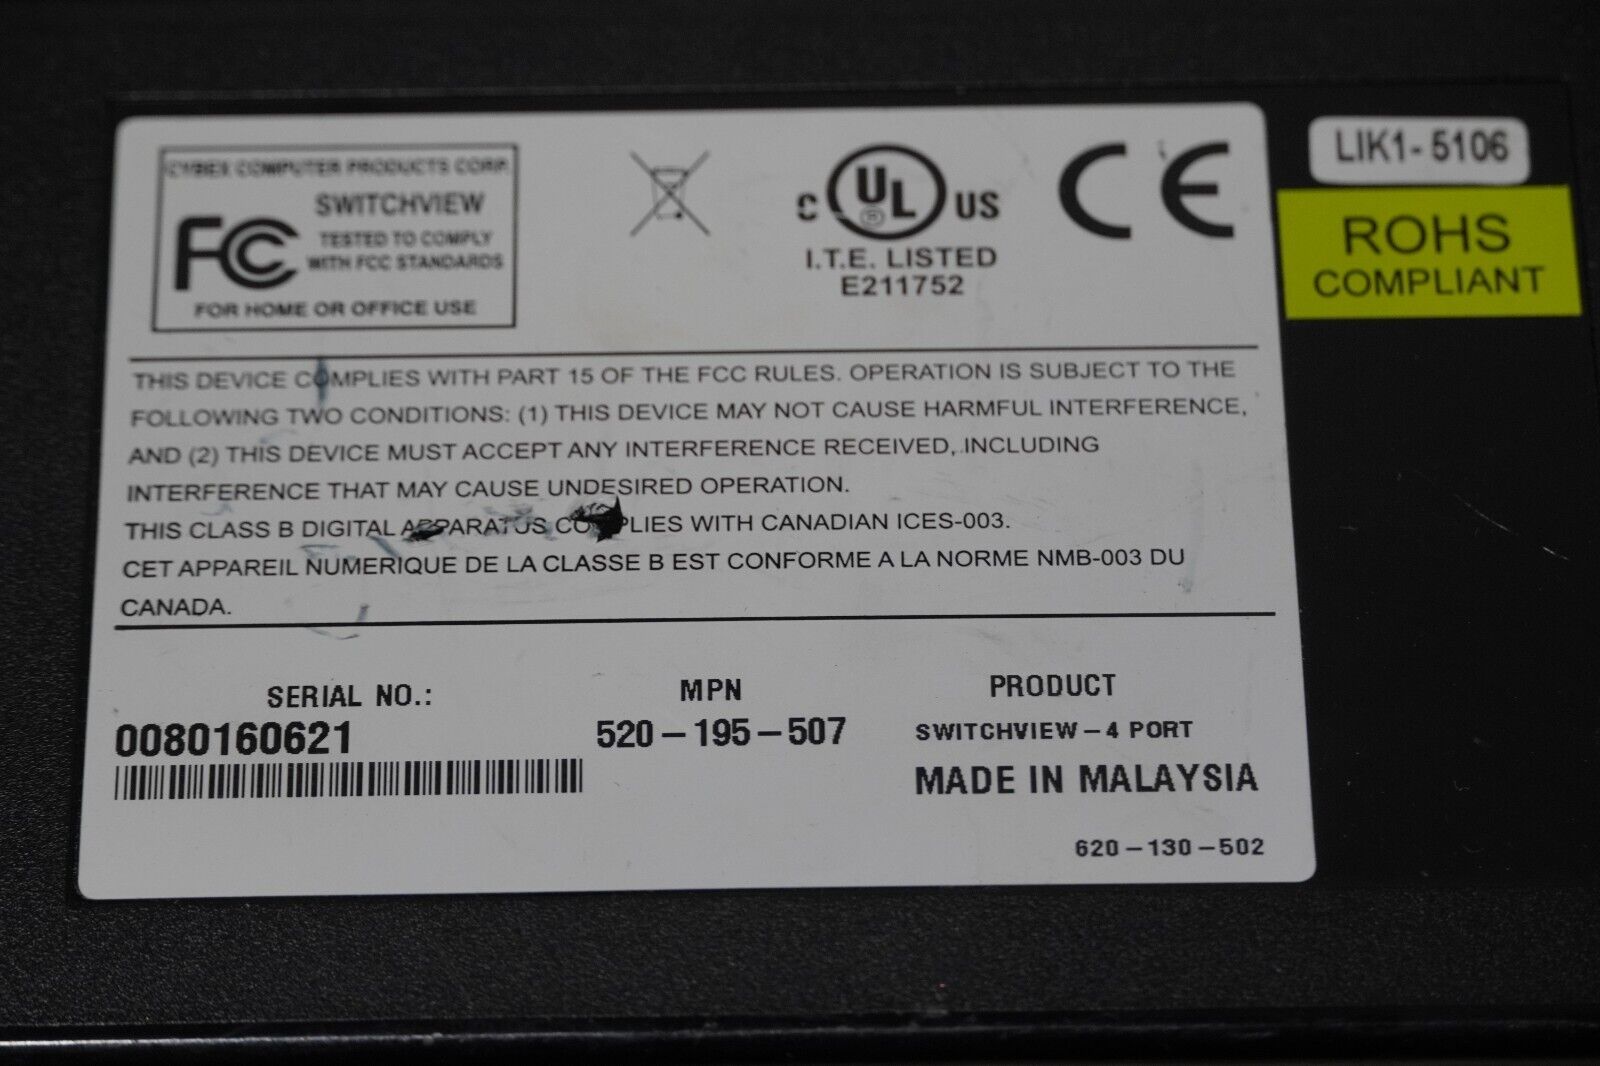 CYBEX COMPUTER PRODUCTS CORP.
SWITCHVIEW
FC
TESTED TO COMPLY
WITH FCC STANDARDS
FOR HOME OR OFFICE USE
C UL ® US
I.T.E. LISTED
E211752
CE
LIK1-5106
ROHS
COMPLIANT
THIS DEVICE COMPLIES WITH PART 15 OF THE FCC RULES. OPERATION IS SUBJECT TO THE
FOLLOWING TWO CONDITIONS: (1) THIS DEVICE MAY NOT CAUSE HARMFUL INTERFERENCE,
AND (2) THIS DEVICE MUST ACCEPT ANY INTERFERENCE RECEIVED, INCLUDING
INTERFERENCE THAT MAY CAUSE UNDESIRED OPERATION.
THIS CLASS B DIGITAL APPARATUS COMPLIES WITH CANADIAN ICES-003.
CET APPAREIL NUMERIQUE DE LA CLASSE B EST CONFORME A LA NORME NMB-003 DU
CANADA.
SERIAL NO.:
0080160621
MPN
520-195-507
PRODUCT
SWITCHVIEW-4 PORT
MADE IN MALAYSIA
620-130-502